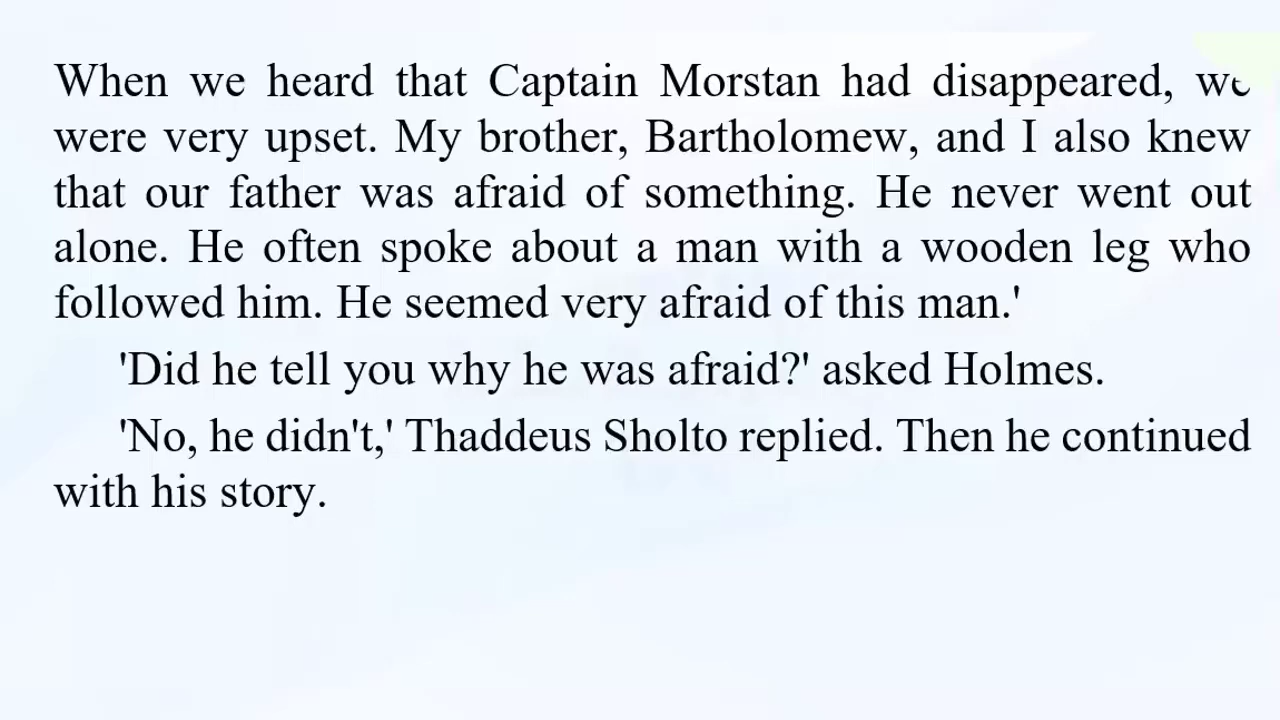 When we heard that Captain Morstan had disappeared, we
were very upset. My brother, Bartholomew, and I also knew
that our father was afraid of something. He never went out
alone. He often spoke about a man with a wooden leg who
followed him. He seemed very afraid of this man.'
'Did he tell you why he was afraid?' asked Holmes.
'No, he didn't,' Thaddeus Sholto replied. Then he continued
with his story.